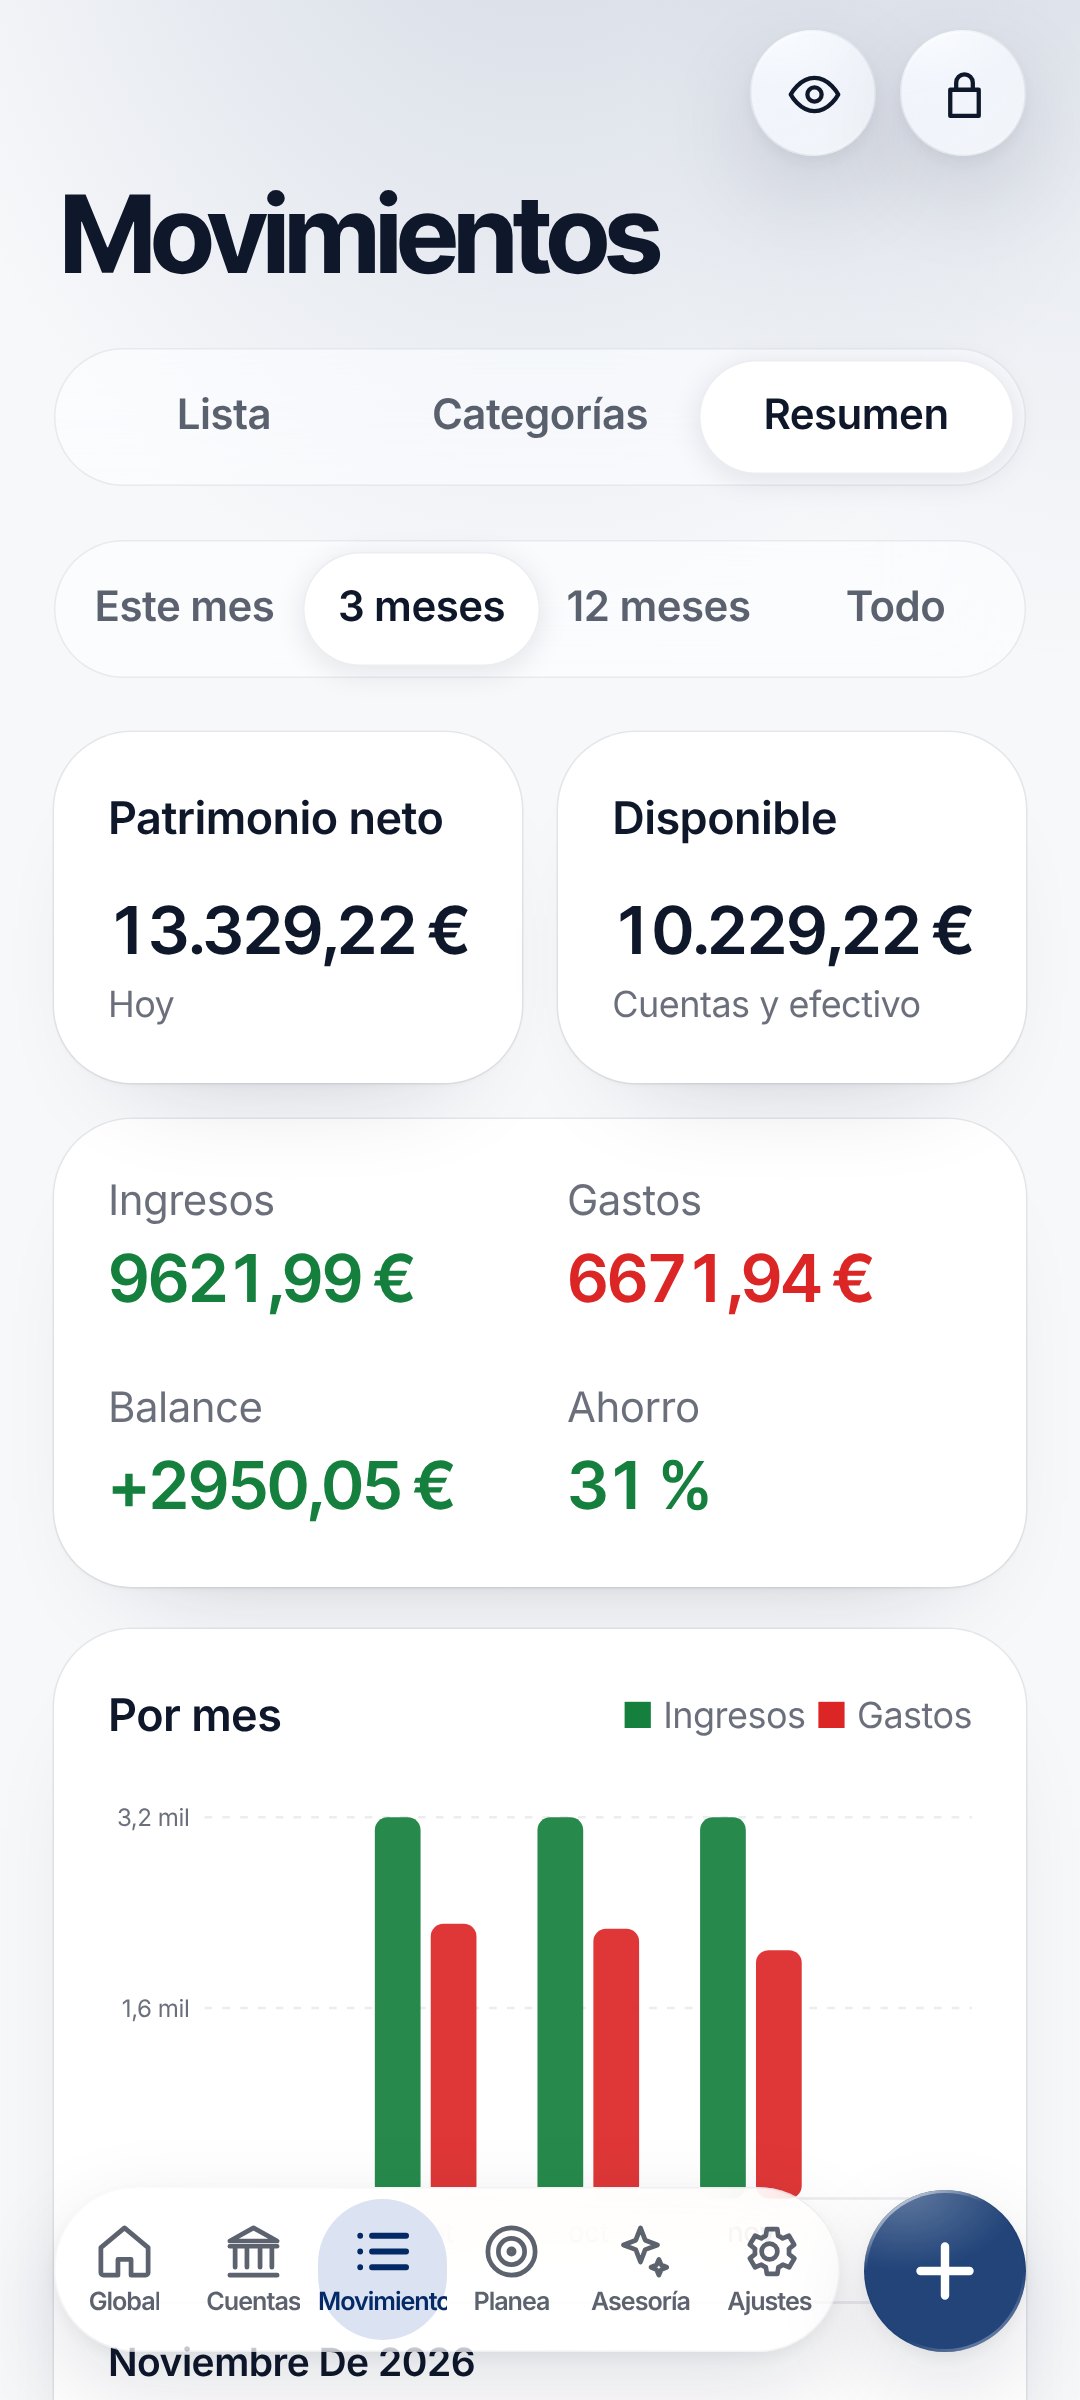 Movimientos
Lista Categorías Resumen
Este mes 3 meses 12 meses Todo
Patrimonio neto Disponible
13.329,22 € 10.229,22 €
Hoy Cuentas y efectivo
Ingresos Gastos
9621,99 € 6671,94 €
Balance Ahorro
+2950,05 € 31 %
Por mes Ingresos Gastos
3,2 mil
1,6 mil
Global Cuentas Movimiento Planea Asesoría Ajustes
Noviembre De 2026